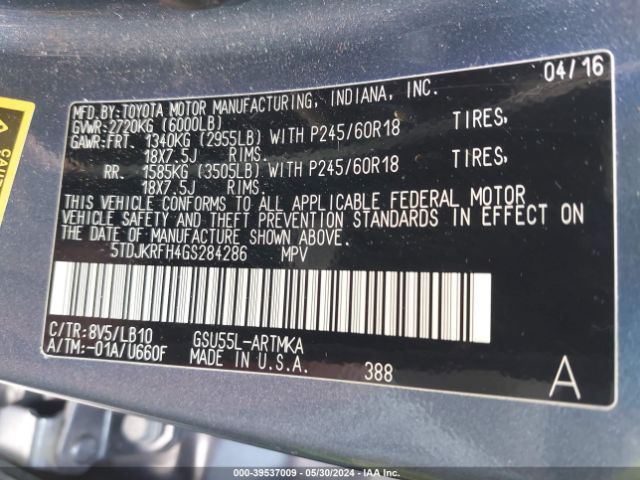 04/16
MFD.BY:TOYOTA MOTOR MANUFACTURING, INDIANA, INC.
GVWR:2720KG (6000LB)
GAWR:FRT. 1340KG (2955LB) WITH P245/60R18 TIRES,
18X7.5J RIMS.
RR. 1585KG (3505LB) WITH P245/60R18 TIRES,
18X7.5J RIMS.
THIS VEHICLE CONFORMS TO ALL APPLICABLE FEDERAL MOTOR
VEHICLE SAFETY AND THEFT PREVENTION STANDARDS IN EFFECT ON
THE DATE OF MANUFACTURE SHOWN ABOVE.
5TDJKRFH4GS284286 MPV
C/TR:8V5/LB10 GSU55L-ARTMKA
A/TM:-01A/U660F MADE IN U.S.A.
388
A
000-39537009 - 05/30/2024 - IAA Inc.